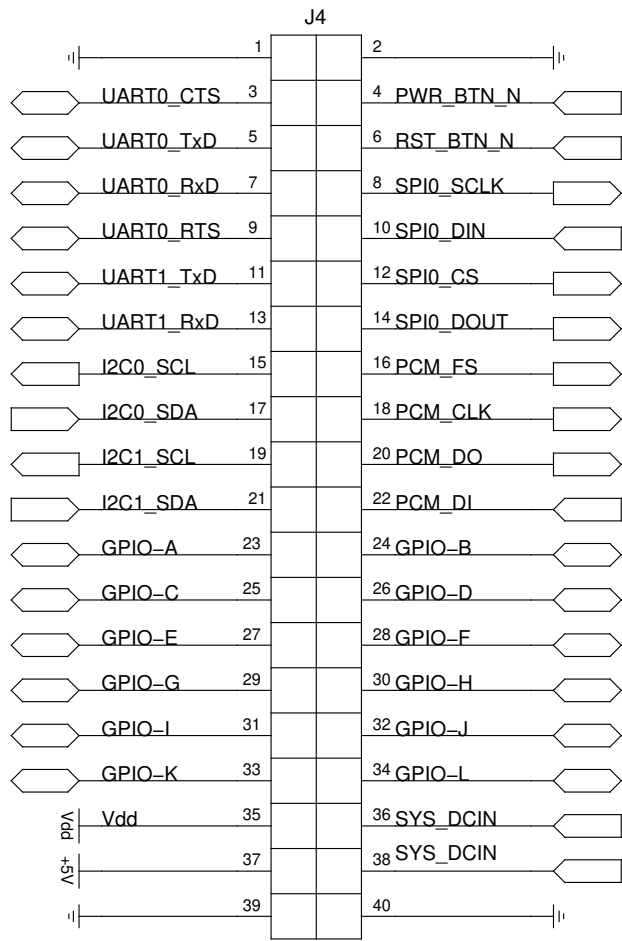 J4
1 2
UART0_CTS 3 4 PWR_BTN_N
UART0_TxD 5 6 RST_BTN_N
UART0_RxD 7 8 SPI0_SCLK
UART0_RTS 9 10 SPI0_DIN
UART1_TxD 11 12 SPI0_CS
UART1_RxD 13 14 SPI0_DOUT
I2C0_SCL 15 16 PCM_FS
I2C0_SDA 17 18 PCM_CLK
I2C1_SCL 19 20 PCM_DO
I2C1_SDA 21 22 PCM_DI
GPIO−A 23 24 GPIO−B
GPIO−C 25 26 GPIO−D
GPIO−E 27 28 GPIO−F
GPIO−G 29 30 GPIO−H
GPIO−I 31 32 GPIO−J
GPIO−K 33 34 GPIO−L
Vdd Vdd 35 36 SYS_DCIN
+5V 37 38 SYS_DCIN
39 40